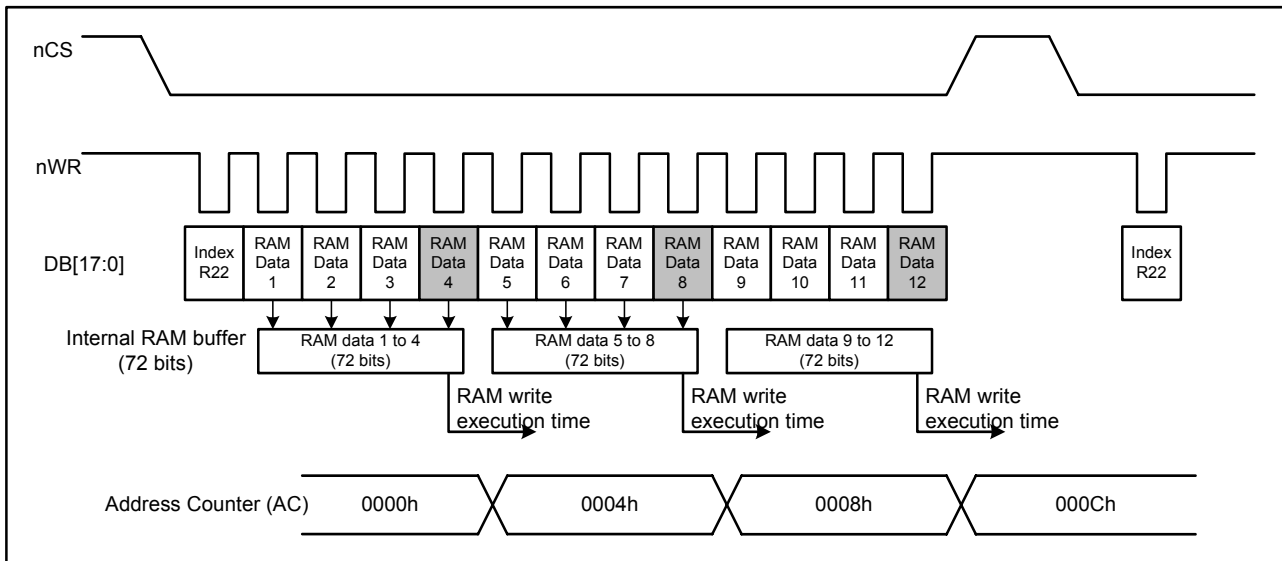 nCS
nWR
DB[17:0]
Index
R22
RAM
Data
1
RAM
Data
2
RAM
Data
3
RAM
Data
4
RAM
Data
5
RAM
Data
6
RAM
Data
7
RAM
Data
8
RAM
Data
9
RAM
Data
10
RAM
Data
11
RAM
Data
12
Index
R22
Internal RAM buffer
(72 bits)
RAM data 1 to 4
(72 bits)
RAM data 5 to 8
(72 bits)
RAM data 9 to 12
(72 bits)
RAM write
execution time
RAM write
execution time
RAM write
execution time
Address Counter (AC)
0000h
0004h
0008h
000Ch